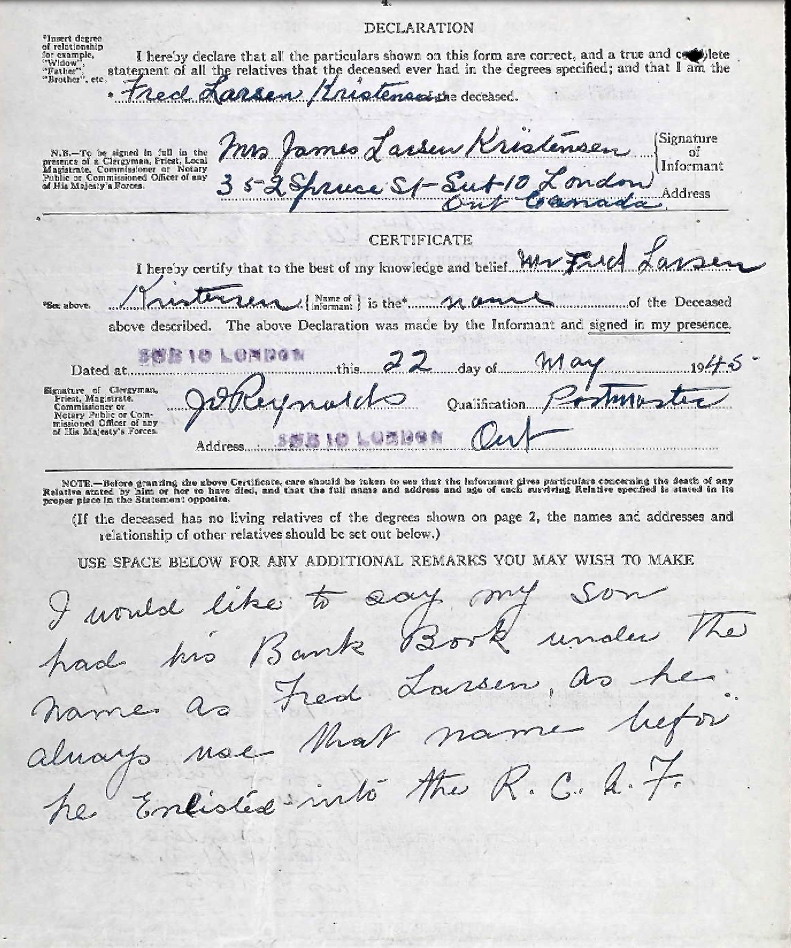 4.
DECLARATION
*Insert degree
of relationship
for example,
"Widow",
"Father",
"Brother", etc.
I hereby declare that all the particulars shown on this form are correct, and a true and complete
statement of all the relatives that the deceased ever had in the degrees specified; and that I am the
* Fred Larsen Kristensen of the deceased.
N.B.—To be signed in full in the
presence of a Clergyman, Priest, Local
Magistrate, Commissioner or Notary
Public or Commissioned Officer of any
of His Majesty's Forces.
Mrs James Larsen Kristensen
Signature
of
Informant
352 Spruce St - Sub-10 London
Ont Canada
Address
CERTIFICATE
I hereby certify that to the best of my knowledge and belief Mr Fred Larsen
*See above. Kristensen {Name of Informant} is the* name of the Deceased
above described. The above Declaration was made by the Informant and signed in my presence.
Dated at SUB 10 LONDON this 22 day of May 1945
Signature of Clergyman,
Priest, Magistrate,
Commissioner or
Notary Public or Com-
missioned Officer of any
of His Majesty's Forces.
J Reynolds Qualification Postmaster
Address SUB 10 LONDON Ont
NOTE.—Before granting the above Certificate, care should be taken to see that the Informant gives particulars concerning the death of any
Relative stated by him or her to have died, and that the full name and address and age of each surviving Relative specified is stated in its
proper place in the Statement opposite.
(If the deceased has no living relatives of the degrees shown on page 2, the names and addresses and
relationship of other relatives should be set out below.)
USE SPACE BELOW FOR ANY ADDITIONAL REMARKS YOU MAY WISH TO MAKE
I would like to say my son
had his Bank Book under the
name as Fred Larsen, as he
always use that name befor
he Enlisted into the R. C. A. F.